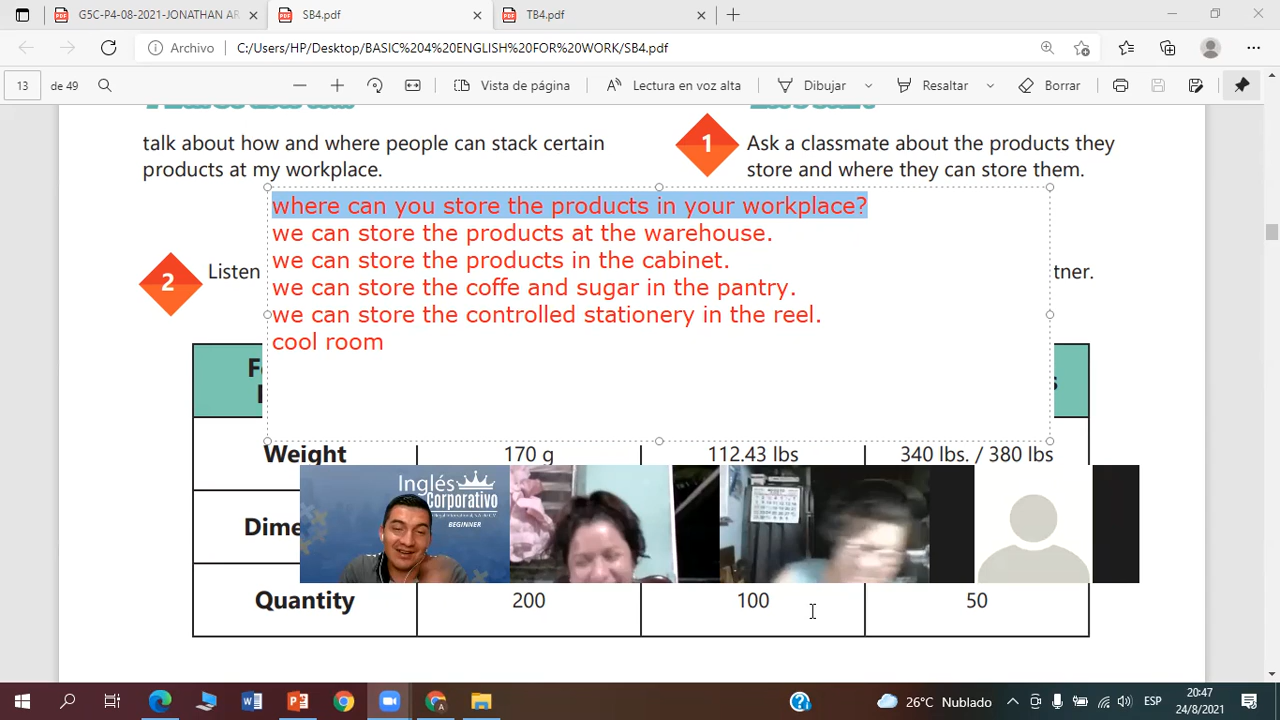 G5C-P4-08-2021-JONATHAN AR
SB4.pdf
TB4.pdf
Archivo
C:/Users/HP/Desktop/BASIC%204%20ENGLISH%20FOR%20WORK/SB4.pdf
13 de 49
Vista de página
Lectura en voz alta
Dibujar
Resaltar
Borrar
talk about how and where people can stack certain
products at my workplace.
1
Ask a classmate about the products they
store and where they can store them.
where can you store the products in your workplace?
we can store the products at the warehouse.
we can store the products in the cabinet.
we can store the coffe and sugar in the pantry.
we can store the controlled stationery in the reel.
cool room
2
Listen
tner.
Weight 170 g 112.43 lbs 340 lbs. / 380 lbs
Dime
Quantity 200 100 50
Inglés
Corporativo
BEGINNER
26°C Nublado
ESP
20:47
24/8/2021